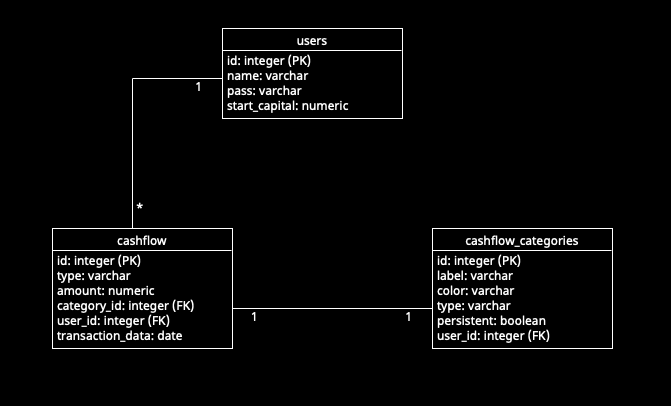 users
id: integer (PK)
name: varchar
pass: varchar
start_capital: numeric
1
*
cashflow
id: integer (PK)
type: varchar
amount: numeric
category_id: integer (FK)
user_id: integer (FK)
transaction_data: date
1
1
cashflow_categories
id: integer (PK)
label: varchar
color: varchar
type: varchar
persistent: boolean
user_id: integer (FK)